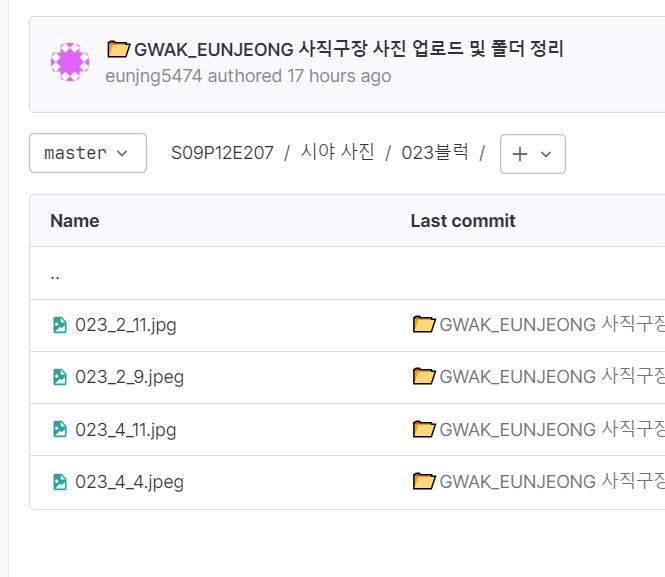 GWAK_EUNJEONG 사직구장 사진 업로드 및 폴더 정리
eunjng5474 authored 17 hours ago
master S09P12E207 / 시야 사진 / 023블럭 / +
Name Last commit
..
023_2_11.jpg GWAK_EUNJEONG 사직구장
023_2_9.jpeg GWAK_EUNJEONG 사직구장
023_4_11.jpg GWAK_EUNJEONG 사직구장
023_4_4.jpeg GWAK_EUNJEONG 사직구장